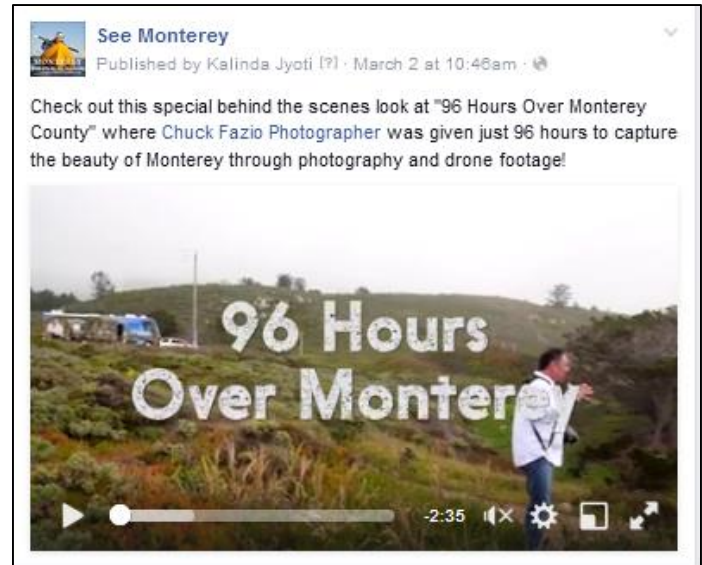 See Monterey
Published by Kalinda Jyoti [?] · March 2 at 10:46am ·
Check out this special behind the scenes look at "96 Hours Over Monterey
County" where Chuck Fazio Photographer was given just 96 hours to capture
the beauty of Monterey through photography and drone footage!
96 Hours
Over Monterey
-2:35